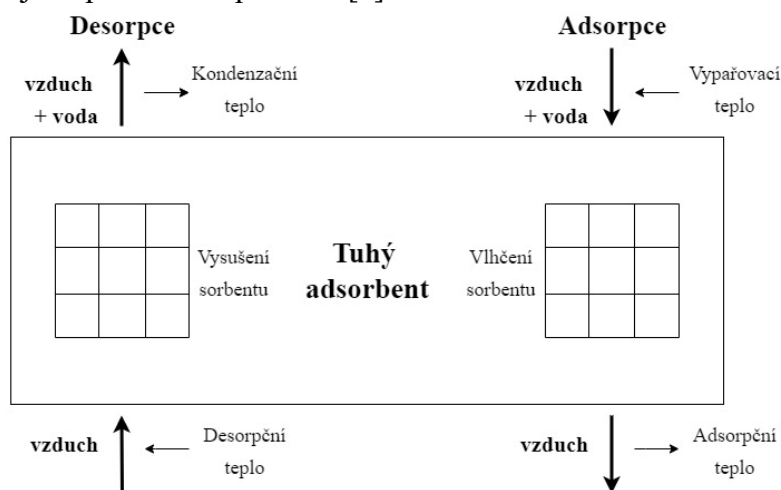 Desorpce
Adsorpce
vzduch
+ voda
Kondenzační
teplo
vzduch
+ voda
Vypařovací
teplo
Vysušení
sorbentu
Tuhý
adsorbent
Vlhčení
sorbentu
vzduch
Desorpční
teplo
vzduch
Adsorpční
teplo